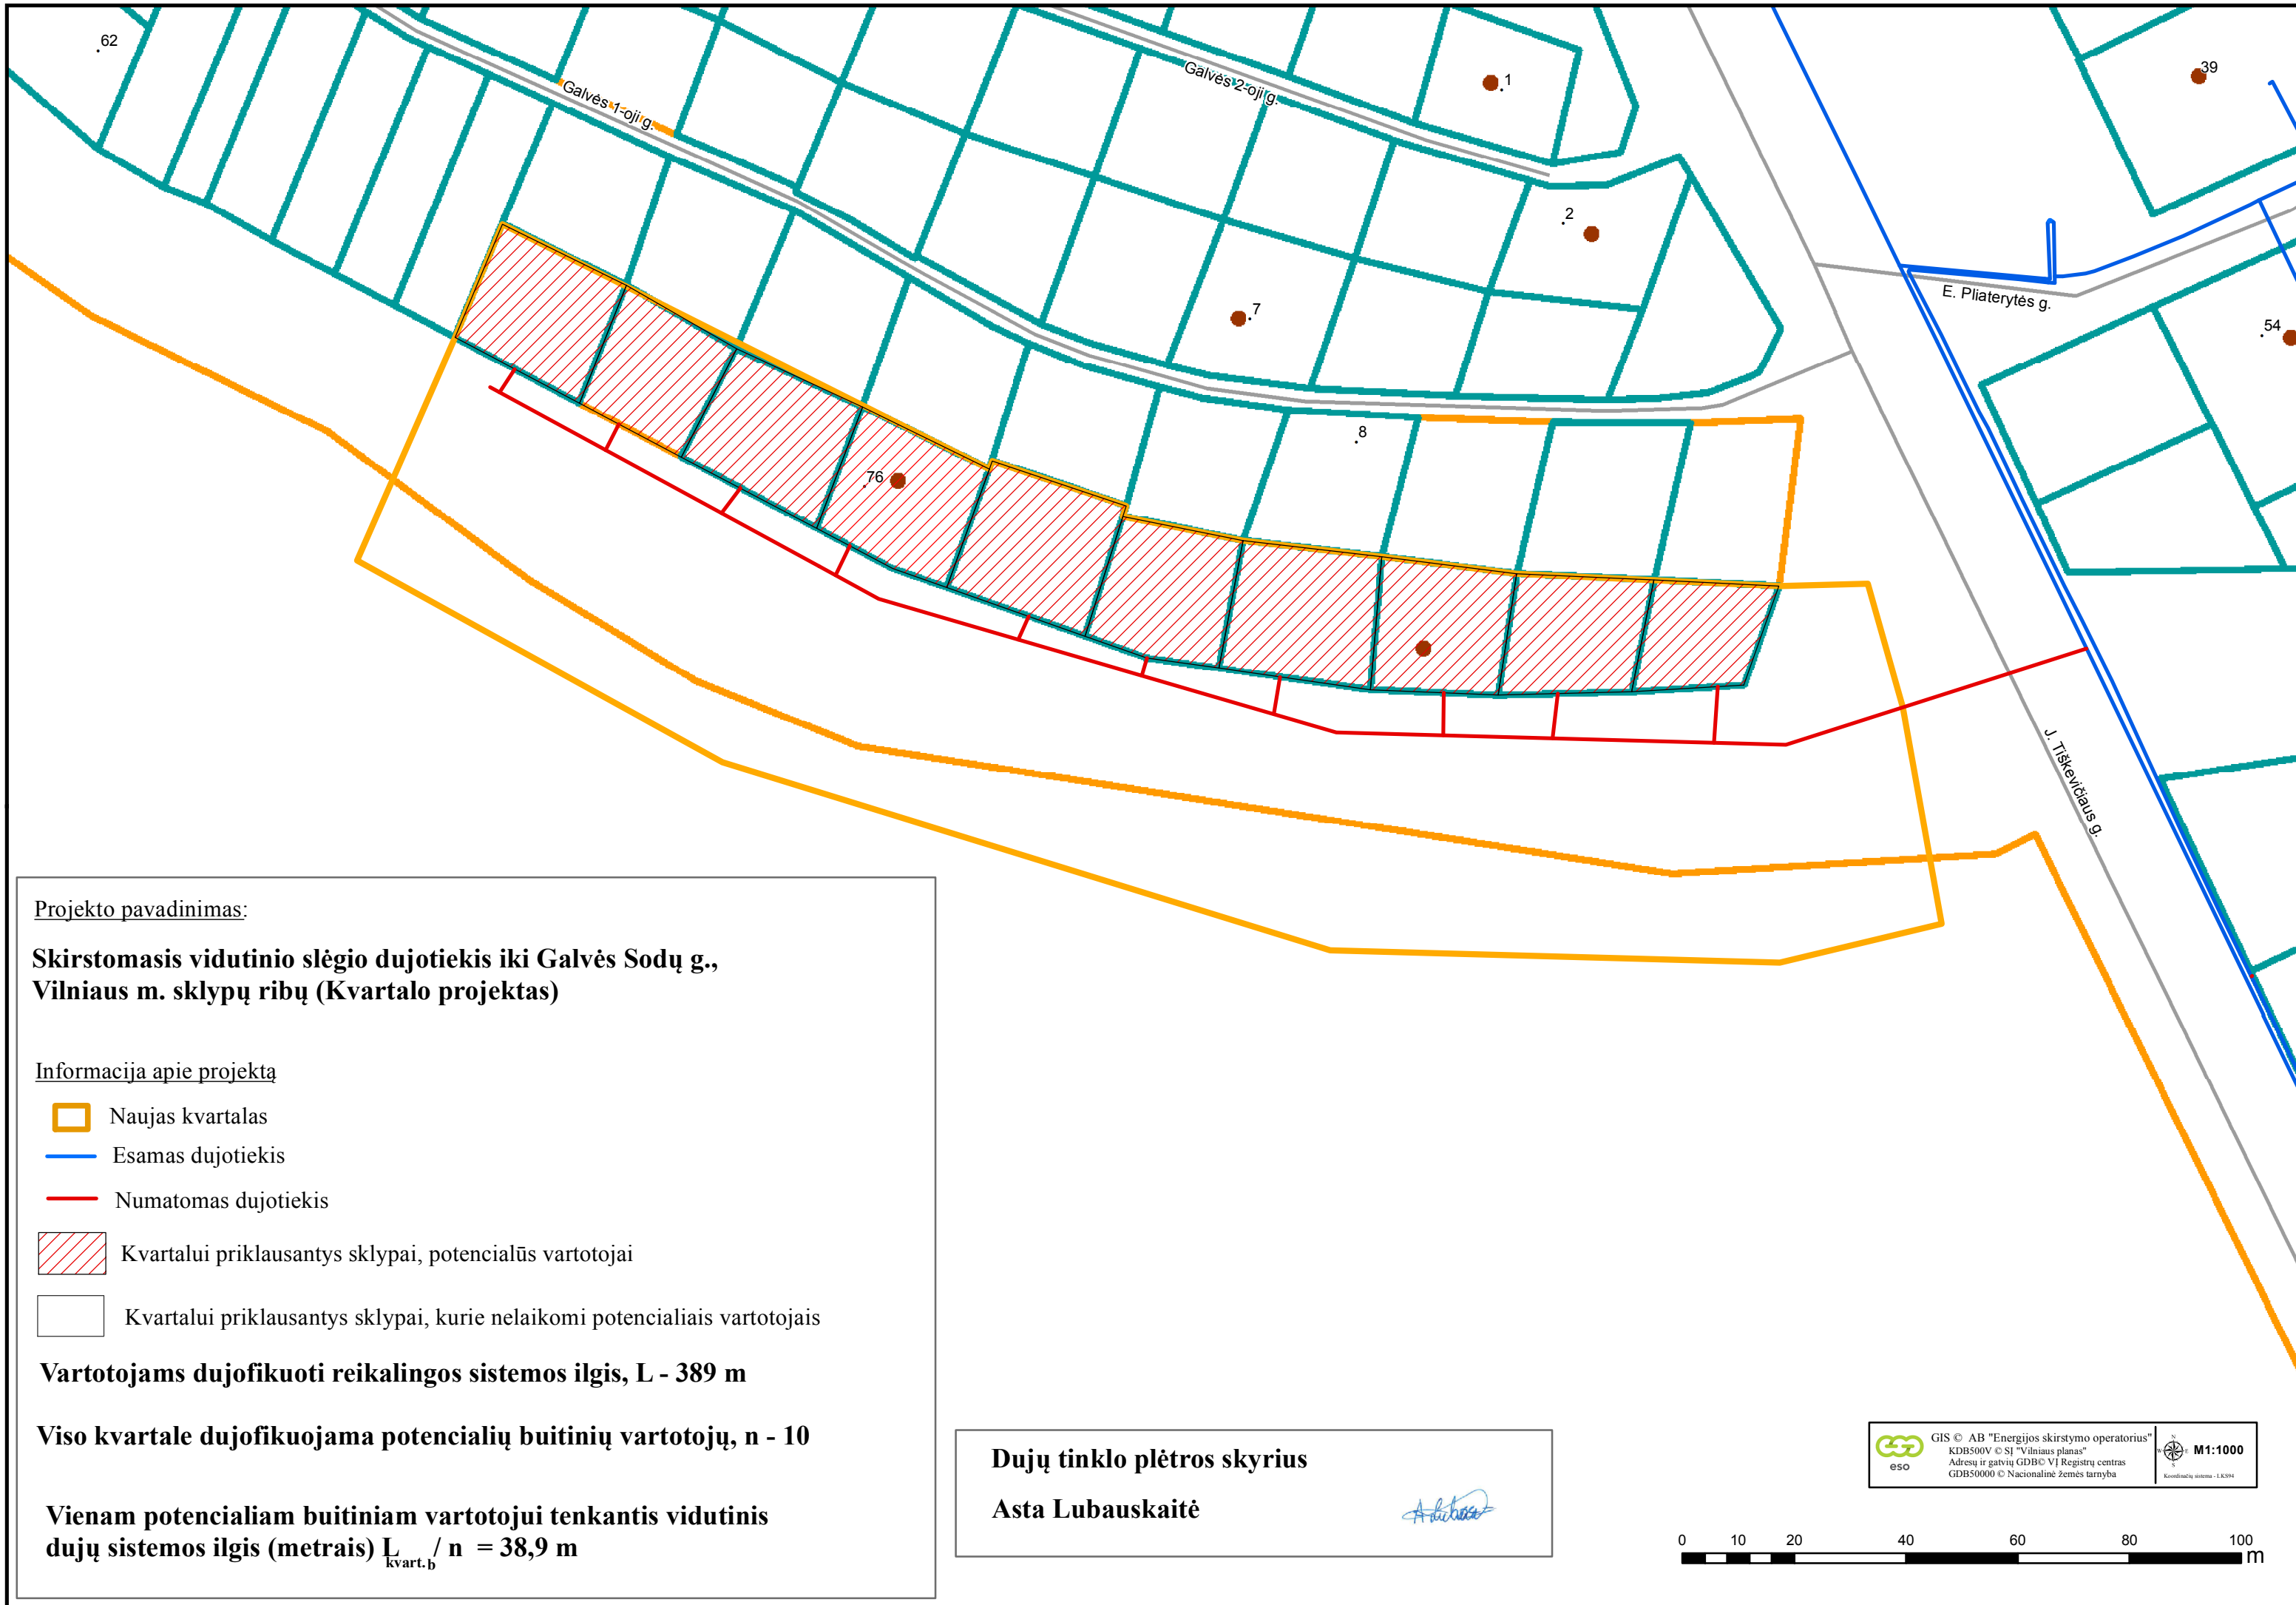 62
Galvės 1-oji g.
Galvės 2-oji g.
1
39
2
7
E. Pliaterytės g.
54
8
76
J. Tiškevičiaus g.
Projekto pavadinimas:
Skirstomasis vidutinio slėgio dujotiekis iki Galvės Sodų g.,
Vilniaus m. sklypų ribų (Kvartalo projektas)
Informacija apie projektą
Naujas kvartalas
Esamas dujotiekis
Numatomas dujotiekis
Kvartalui priklausantys sklypai, potencialūs vartotojai
Kvartalui priklausantys sklypai, kurie nelaikomi potencialiais vartotojais
Vartotojams dujofikuoti reikalingos sistemos ilgis, L - 389 m
Viso kvartale dujofikuojama potencialių buitinių vartotojų, n - 10
Vienam potencialiam buitiniam vartotojui tenkantis vidutinis
dujų sistemos ilgis (metrais) L kvart.b / n = 38,9 m
Dujų tinklo plėtros skyrius
Asta Lubauskaitė
eso
GIS © AB "Energijos skirstymo operatorius"
KDB500V © SĮ "Vilniaus planas"
Adresų ir gatvių GDB© VĮ Registrų centras
GDB50000 © Nacionalinė žemės tarnyba
N
W E
S
M1:1000
Koordinačių sistema - LKS94
0 10 20 40 60 80 100
m